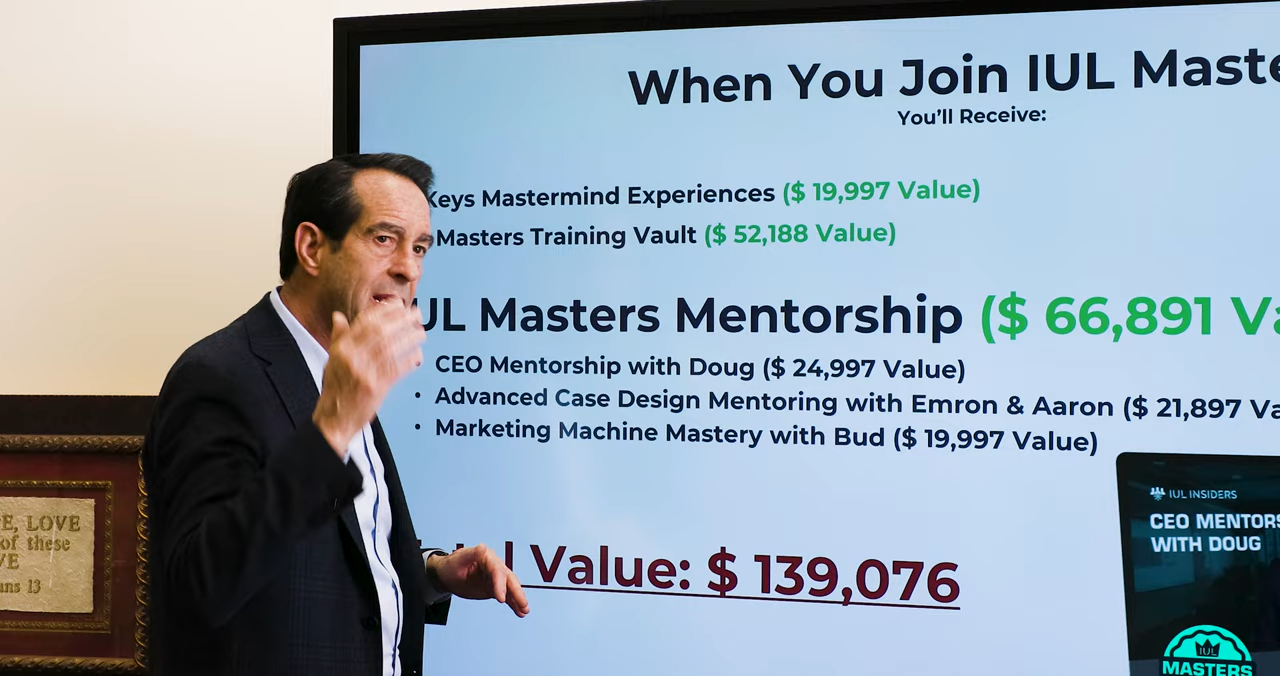 When You Join IUL Maste
You'll Receive:
Keys Mastermind Experiences ($ 19,997 Value)
Masters Training Vault ($ 52,188 Value)
UL Masters Mentorship ($ 66,891 Va
• CEO Mentorship with Doug ($ 24,997 Value)
• Advanced Case Design Mentoring with Emron & Aaron ($ 21,897 Va
• Marketing Machine Mastery with Bud ($ 19,997 Value)
l Value: $ 139,076
IUL INSIDERS
CEO MENTORS
WITH DOUG
IUL
MASTERS
E, LOVE
of these
VE
ans 13